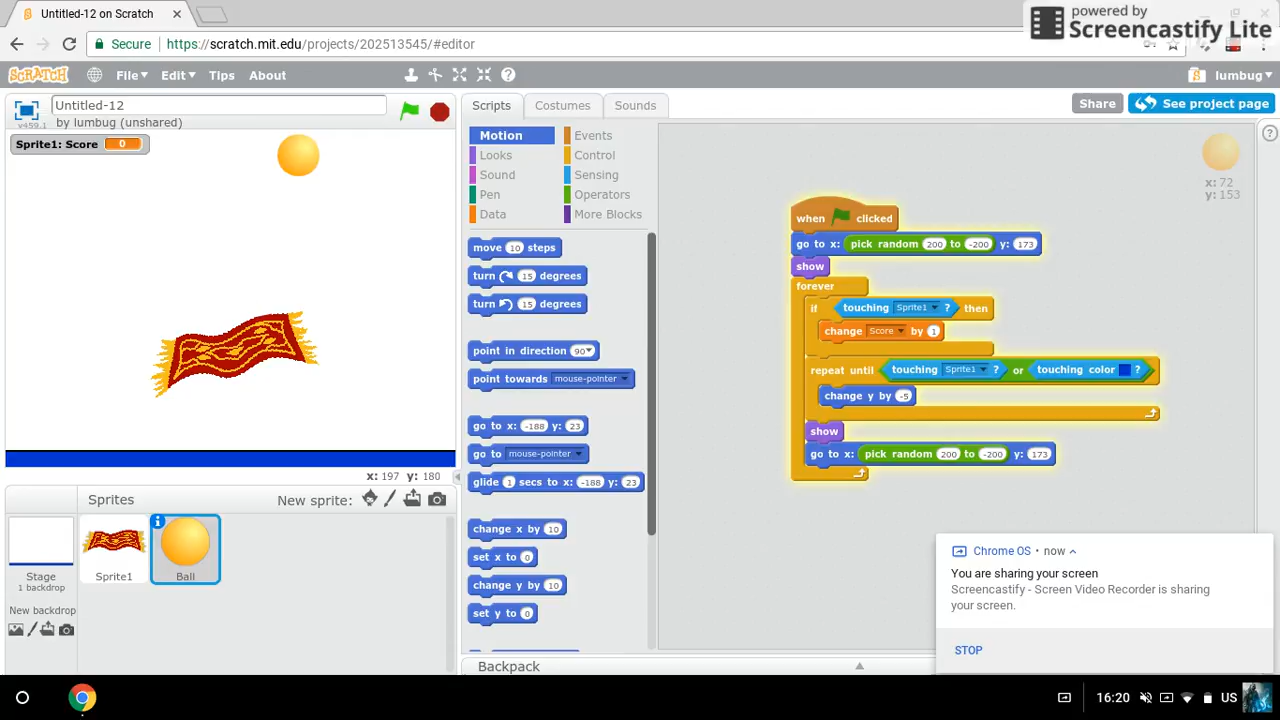 Untitled-12 on Scratch
powered by
Screencastify Lite
Secure https://scratch.mit.edu/projects/202513545/#editor
SCRATCH File Edit Tips About lumbug
Untitled-12
by lumbug (unshared)
v459.1
Scripts Costumes Sounds
Share See project page
Sprite1: Score 0
Motion Events
Looks Control
Sound Sensing
Pen Operators
Data More Blocks
x: 72
y: 153
move 10 steps
turn 15 degrees
turn 15 degrees
point in direction 90
point towards mouse-pointer
go to x: -188 y: 23
go to mouse-pointer
glide 1 secs to x: -188 y: 23
change x by 10
set x to 0
change y by 10
set y to 0
when clicked
go to x: pick random 200 to -200 y: 173
show
forever
if touching Sprite1 ? then
change Score by 1
repeat until touching Sprite1 ? or touching color ?
change y by -5
show
go to x: pick random 200 to -200 y: 173
x: 197 y: 180
Sprites New sprite:
Stage
1 backdrop
Sprite1
Ball
New backdrop
Backpack
Chrome OS • now
You are sharing your screen
Screencastify - Screen Video Recorder is sharing
your screen.
STOP
16:20 US